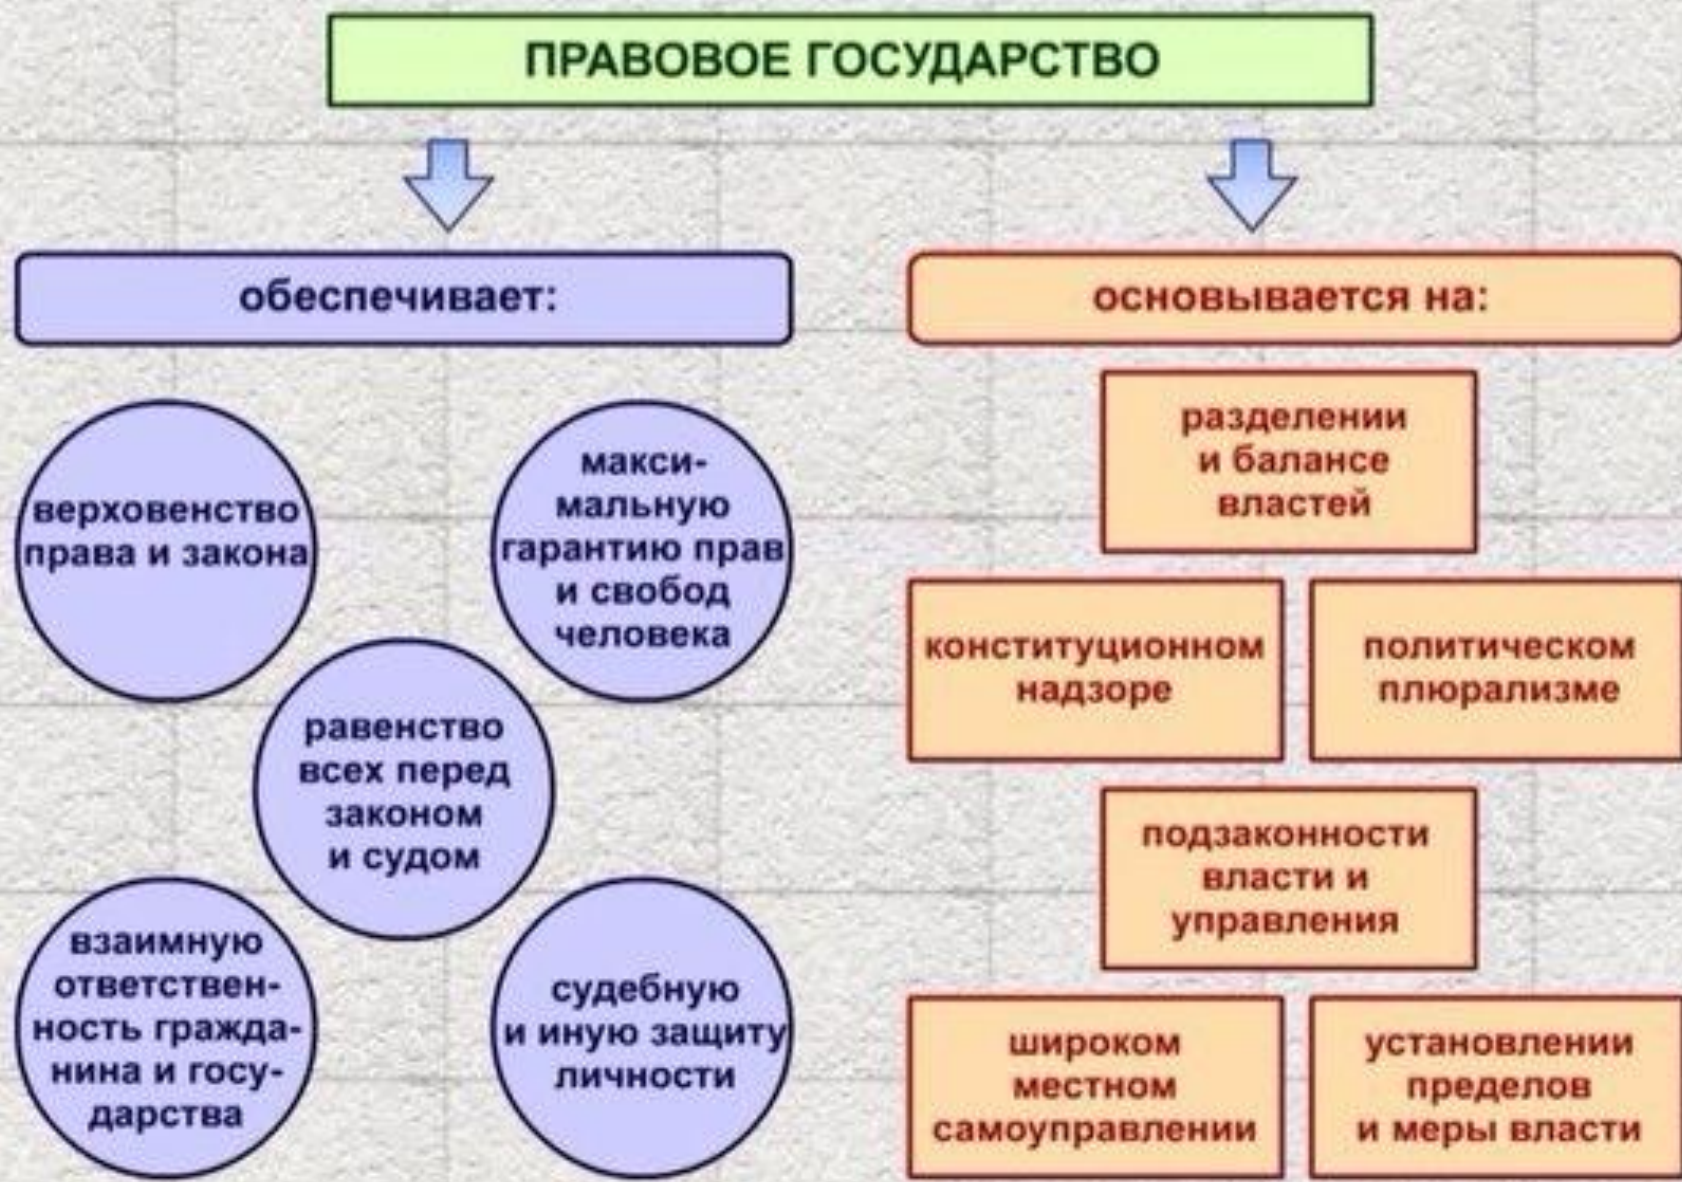 ПРАВОВОЕ ГОСУДАРСТВО
обеспечивает:
верховенство
права и закона
макси-
мальную
гарантию прав
и свобод
человека
равенство
всех перед
законом
и судом
взаимную
ответствен-
ность гражда-
нина и госу-
дарства
судебную
и иную защиту
личности
основывается на:
разделении
и балансе
властей
конституционном
надзоре
политическом
плюрализме
подзаконности
власти и
управления
широком
местном
самоуправлении
установлении
пределов
и меры власти